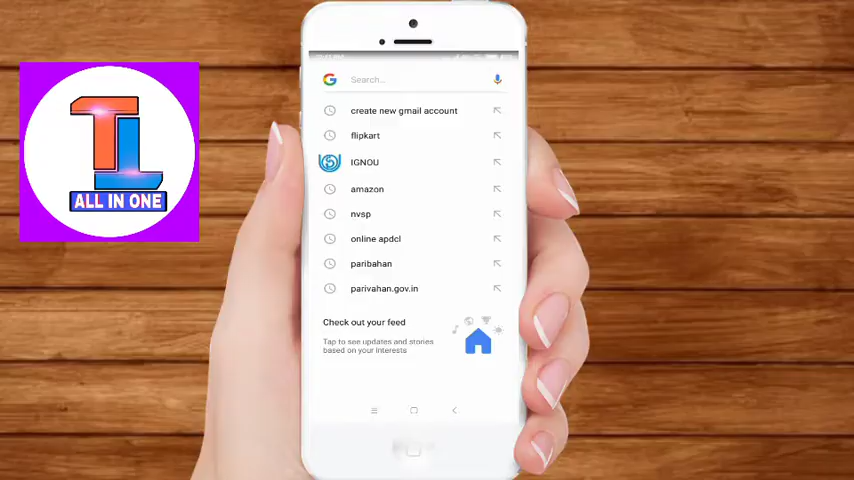 ALL IN ONE
Search...
create new gmail account
flipkart
IGNOU
amazon
nvsp
online apdcl
paribahan
parivahan.gov.in
Check out your feed
Tap to see updates and stories
based on your interests